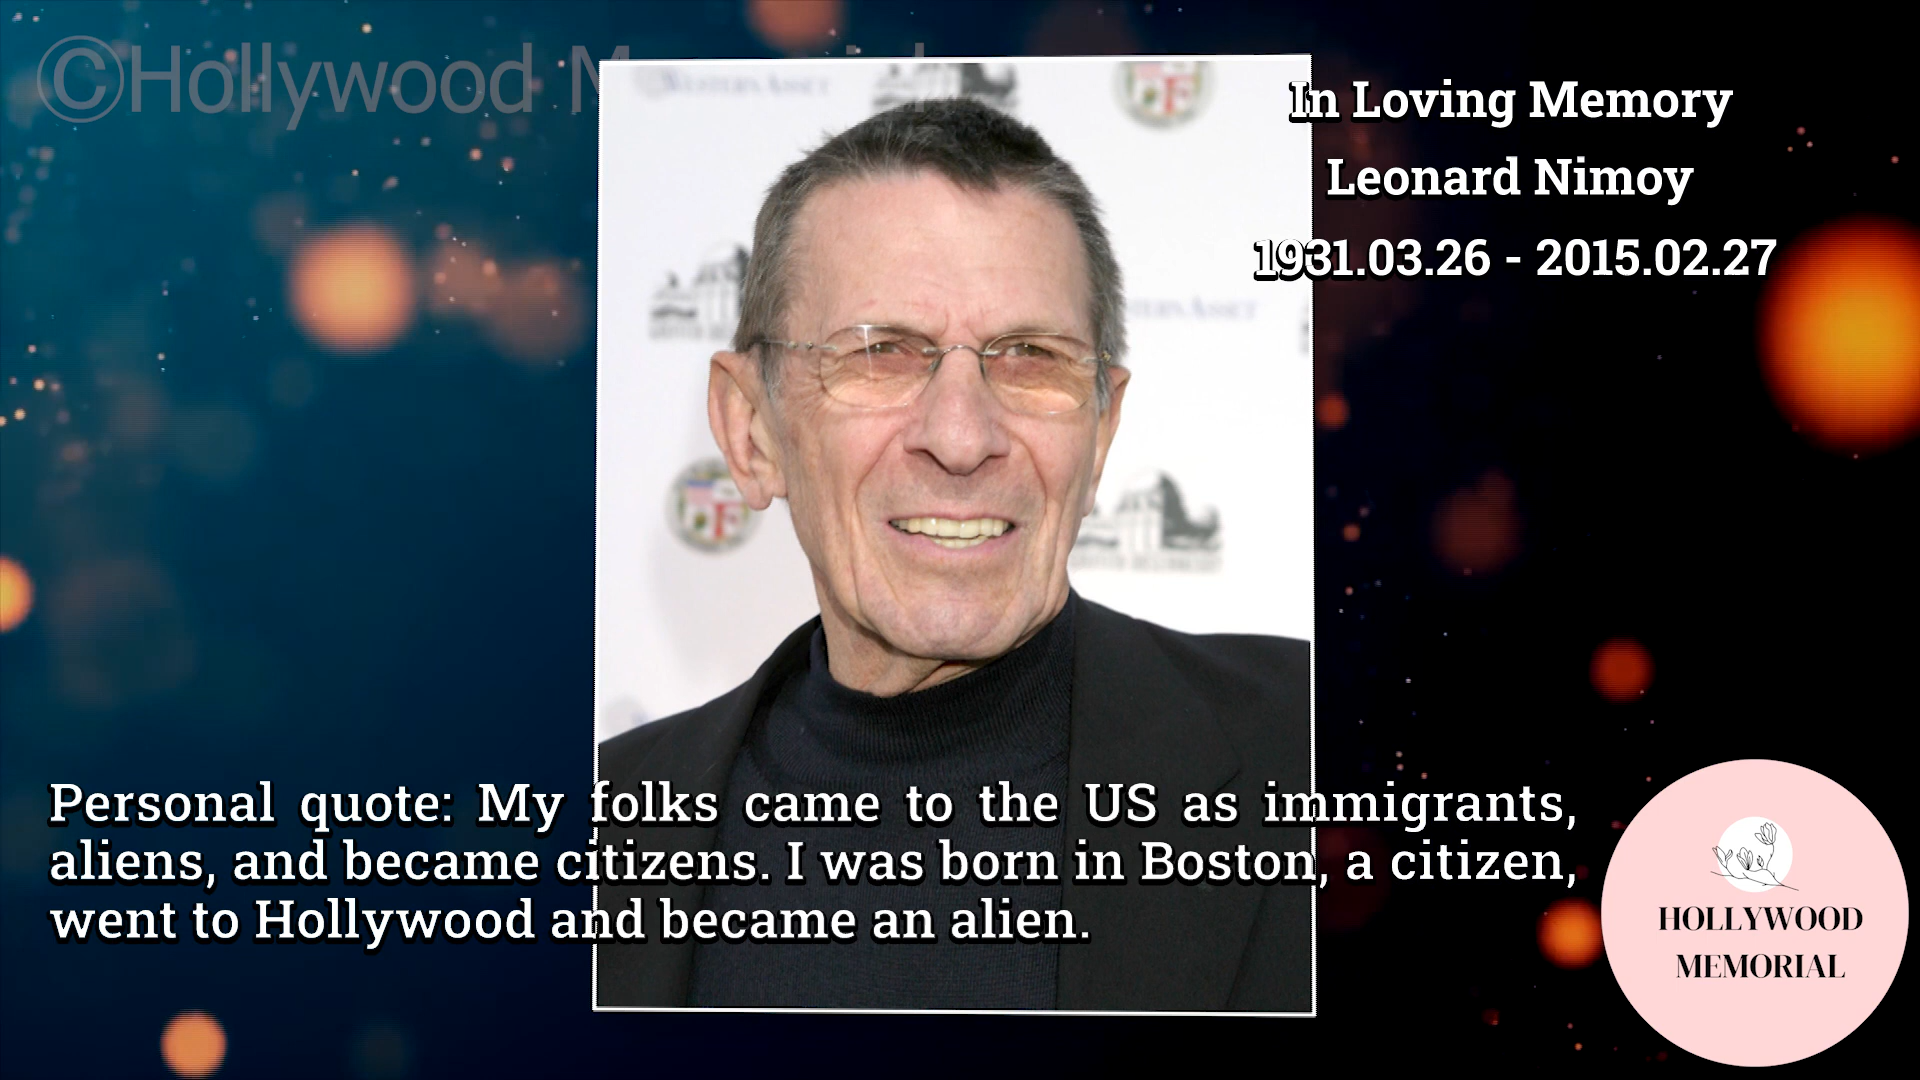 ©Hollywood M
In Loving Memory
Leonard Nimoy
1931.03.26 - 2015.02.27
Personal quote: My folks came to the US as immigrants,
aliens, and became citizens. I was born in Boston, a citizen,
went to Hollywood and became an alien.
HOLLYWOOD
MEMORIAL